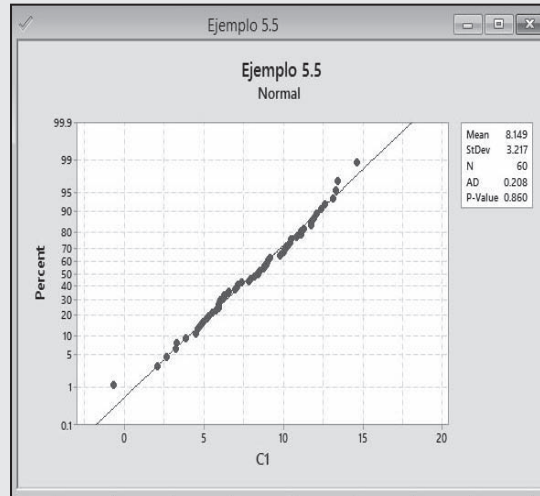 Ejemplo 5.5
Ejemplo 5.5
Normal
99.9
99
95
90
80
70
60
50
40
30
20
10
5
1
0.1
Percent
0 5 10 15 20
C1
Mean 8.149
StDev 3.217
N 60
AD 0.208
P-Value 0.860